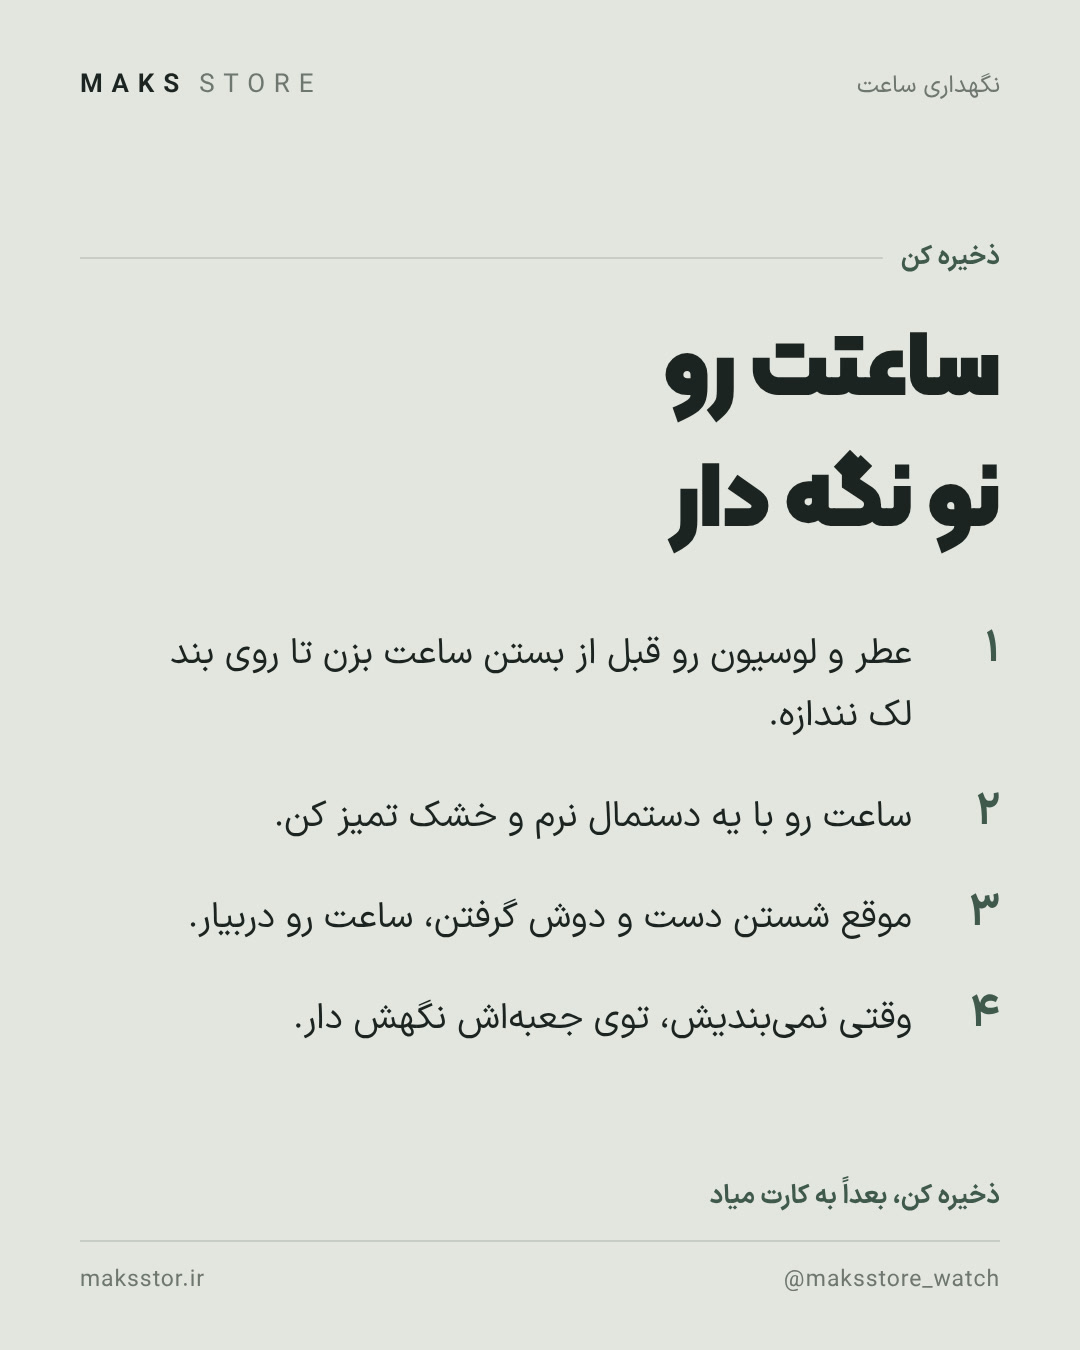 MAKS STORE
نگهداری ساعت
ذخیره کن
ساعتت رو
نو نگه دار
۱
عطر و لوسیون رو قبل از بستن ساعت بزن تا روی بند
لک نندازه.
۲
ساعت رو با یه دستمال نرم و خشک تمیز کن.
۳
موقع شستن دست و دوش گرفتن، ساعت رو دربیار.
۴
وقتی نمی‌بندیش، توی جعبه‌اش نگهش دار.
ذخیره کن، بعداً به کارت میاد
maksstor.ir
@maksstore_watch